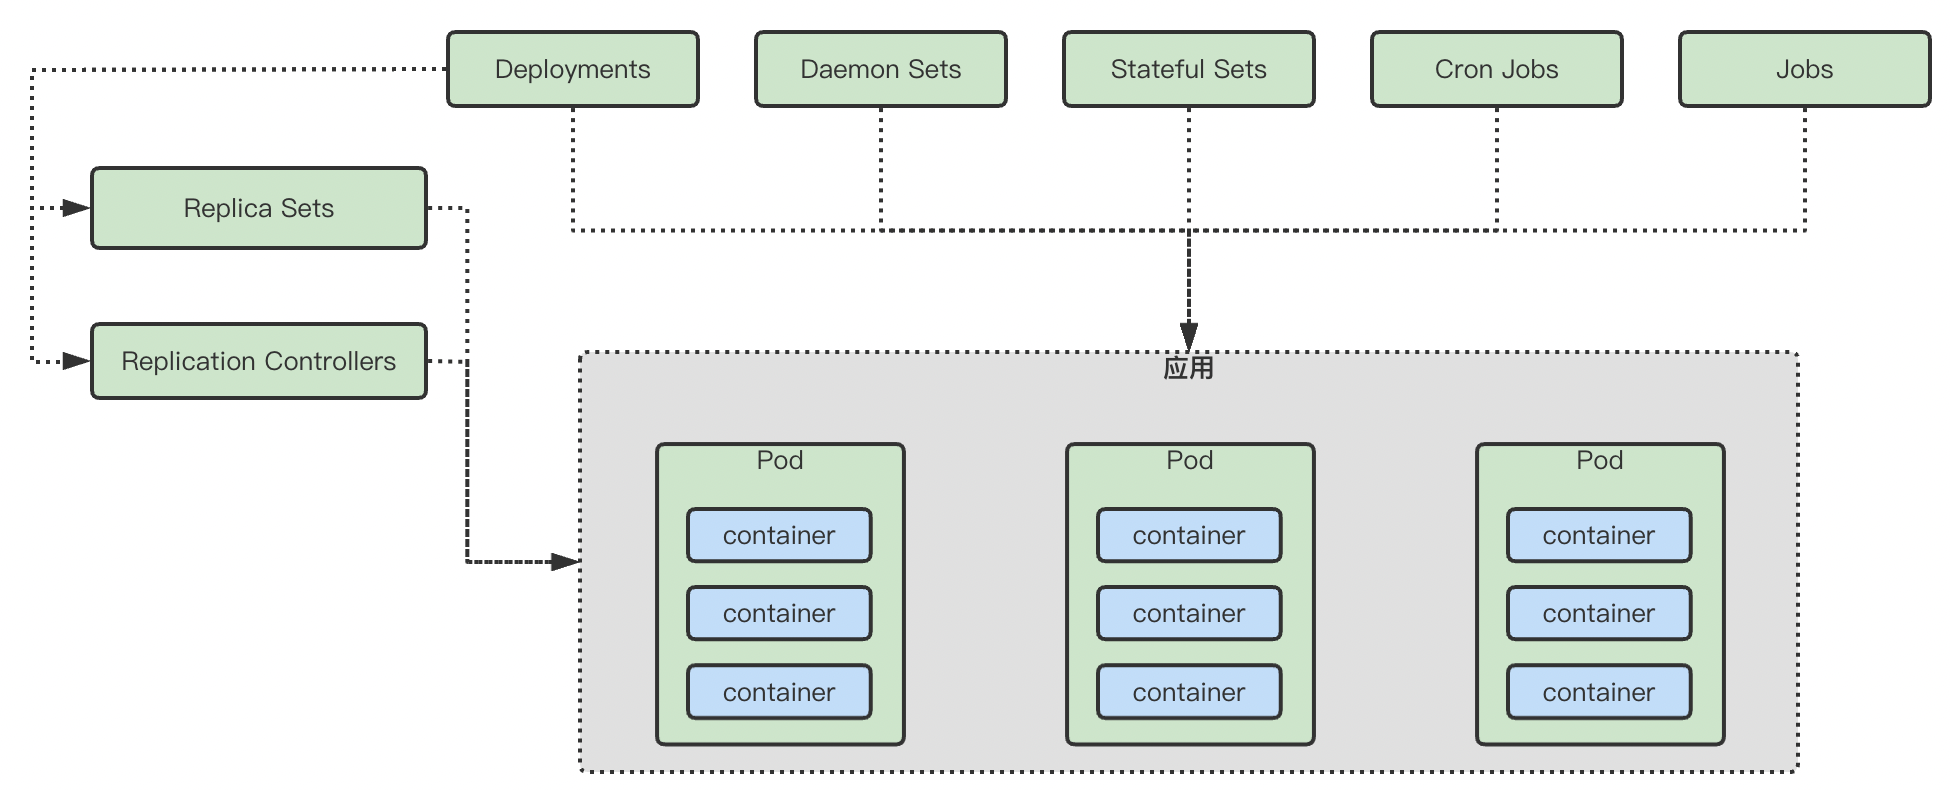 Deployments
Daemon Sets
Stateful Sets
Cron Jobs
Jobs
Replica Sets
Replication Controllers
应用
Pod
container
container
container
Pod
container
container
container
Pod
container
container
container